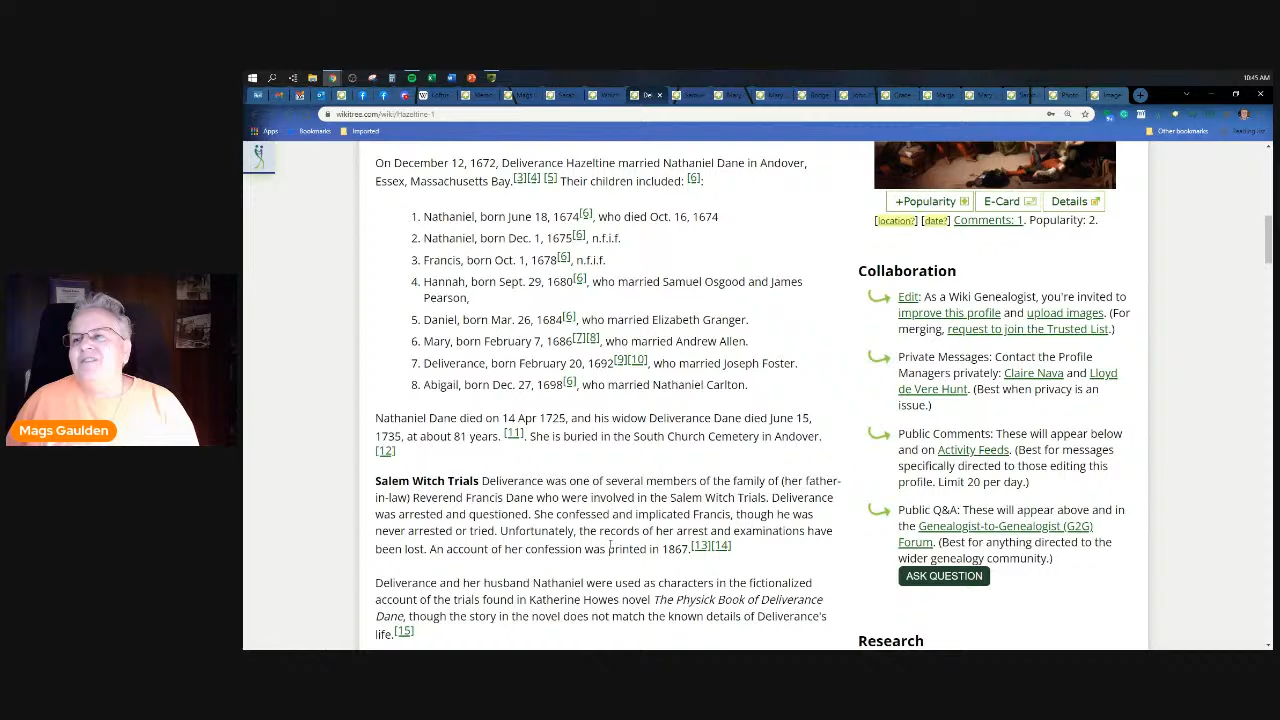 10:45 AM
Del
wikitree.com/wiki/Hazeltine-1
Apps Bookmarks Imported Other bookmarks Reading list
On December 12, 1672, Deliverance Hazeltine married Nathaniel Dane in Andover,
Essex, Massachusetts Bay.[3][4] [5] Their children included: [6]:
1. Nathaniel, born June 18, 1674[6], who died Oct. 16, 1674
2. Nathaniel, born Dec. 1, 1675[6], n.f.i.f.
3. Francis, born Oct. 1, 1678[6], n.f.i.f.
4. Hannah, born Sept. 29, 1680[6], who married Samuel Osgood and James
Pearson,
5. Daniel, born Mar. 26, 1684[6], who married Elizabeth Granger.
6. Mary, born February 7, 1686[7][8], who married Andrew Allen.
7. Deliverance, born February 20, 1692[9][10], who married Joseph Foster.
8. Abigail, born Dec. 27, 1698[6], who married Nathaniel Carlton.
Nathaniel Dane died on 14 Apr 1725, and his widow Deliverance Dane died June 15,
1735, at about 81 years. [11]. She is buried in the South Church Cemetery in Andover.
[12]
Salem Witch Trials Deliverance was one of several members of the family of (her father-
in-law) Reverend Francis Dane who were involved in the Salem Witch Trials. Deliverance
was arrested and questioned. She confessed and implicated Francis, though he was
never arrested or tried. Unfortunately, the records of her arrest and examinations have
been lost. An account of her confession was printed in 1867.[13][14]
Deliverance and her husband Nathaniel were used as characters in the fictionalized
account of the trials found in Katherine Howes novel The Physick Book of Deliverance
Dane, though the story in the novel does not match the known details of Deliverance's
life.[15]
+Popularity E-Card Details
[location?] [date?] Comments: 1. Popularity: 2.
Collaboration
Edit: As a Wiki Genealogist, you're invited to
improve this profile and upload images. (For
merging, request to join the Trusted List.)
Private Messages: Contact the Profile
Managers privately: Claire Nava and Lloyd
de Vere Hunt. (Best when privacy is an
issue.)
Public Comments: These will appear below
and on Activity Feeds. (Best for messages
specifically directed to those editing this
profile. Limit 20 per day.)
Public Q&A: These will appear above and in
the Genealogist-to-Genealogist (G2G)
Forum. (Best for anything directed to the
wider genealogy community.)
ASK QUESTION
Research
Mags Gaulden